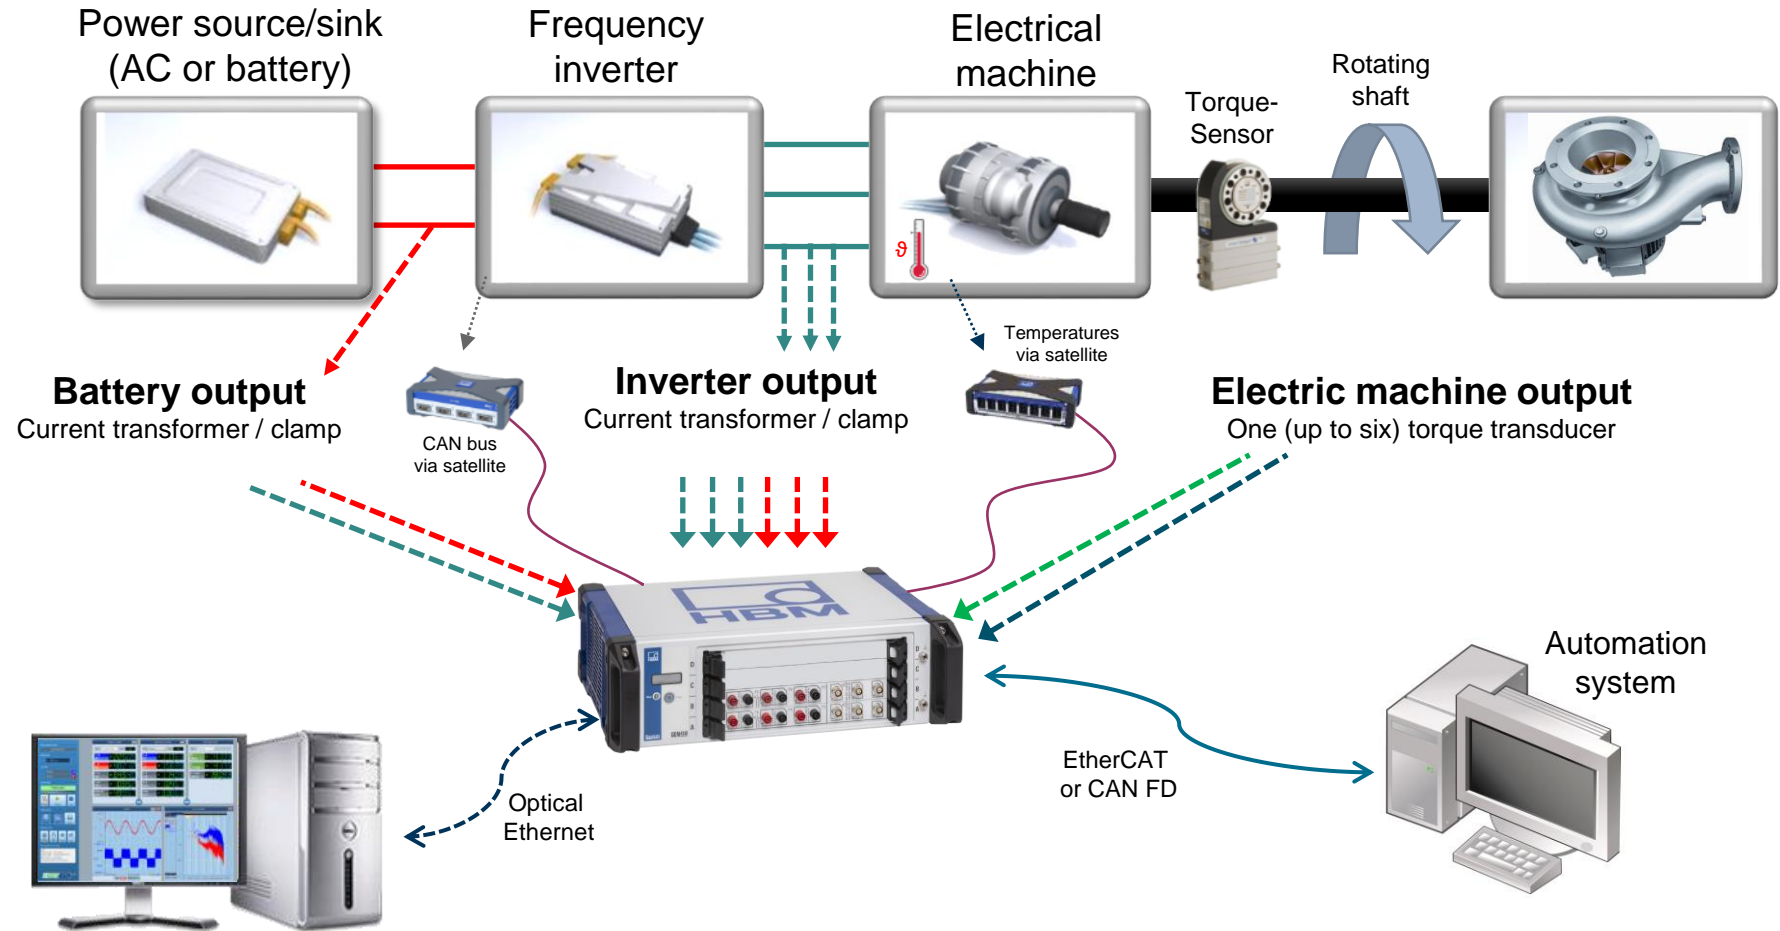 Power source/sink
(AC or battery)
Frequency
inverter
Electrical
machine
Torque-
Sensor
Rotating
shaft
ϑ
Temperatures
via satellite
Battery output
Current transformer / clamp
CAN bus
via satellite
Inverter output
Current transformer / clamp
Electric machine output
One (up to six) torque transducer
HBM
D
C
B
A
D
C
B
A
Automation
system
EtherCAT
or CAN FD
Optical
Ethernet